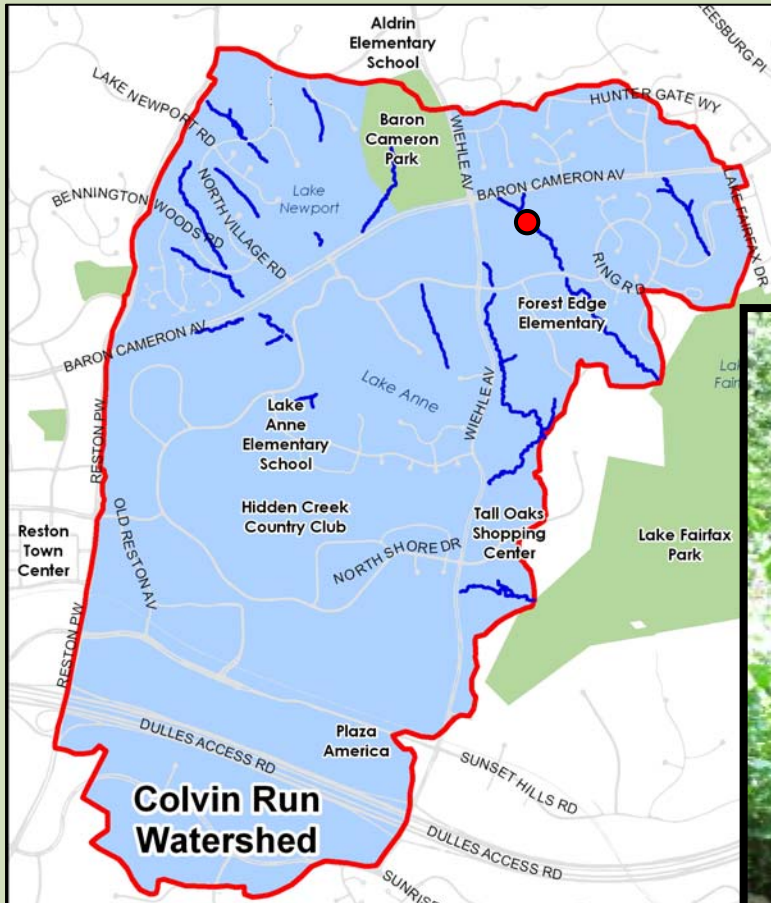 Aldrin
Elementary
School
LEESBURG PI
LAKE NEWPORT RD
HUNTER GATE WY
Baron
Cameron
Park
WIEHLE AV
BARON CAMERON AV
LAKE FAIRFAX DR
Lake
Newport
BENNINGTON WOODS RD
NORTH VILLAGE RD
RING RD
Forest Edge
Elementary
BARON CAMERON AV
Lake Anne
WIEHLE AV
Lake
Anne
Elementary
School
RESTON PW
Hidden Creek
Country Club
Tall Oaks
Shopping
Center
OLD RESTON AV
Reston
Town
Center
NORTH SHORE DR
Lake Fairfax
Park
RESTON PW
DULLES ACCESS RD
Plaza
America
SUNSET HILLS RD
Colvin Run
Watershed
DULLES ACCESS RD
SUNRISE